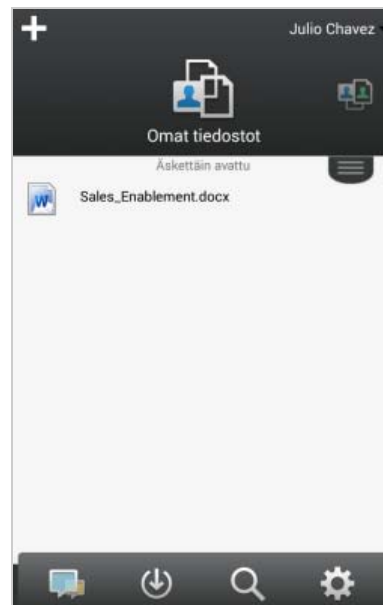 Julio Chavez
Omat tiedostot
Äskettäin avattu
Sales_Enablement.docx